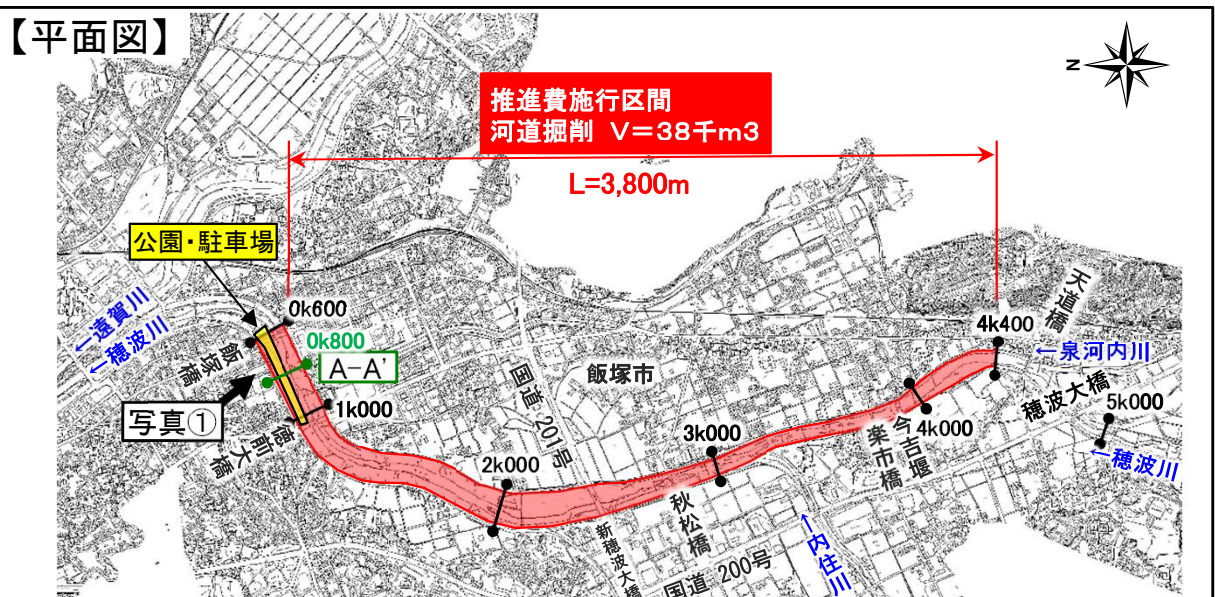 【平面図】
N
推進費施行区間
河道掘削 V=38千m3
L=3,800m
公園・駐車場
←遠賀川
←穂波川
飯塚橋
0k600
0k800
A-A'
写真①
1k000
徳前大橋
2k000
国道 201号
飯塚市
新穂波大橋
3k000
秋松橋
国道 200号
←内住川
楽市橋
今吉堰
4k000
4k400
天道橋
←泉河内川
穂波大橋
5k000
←穂波川